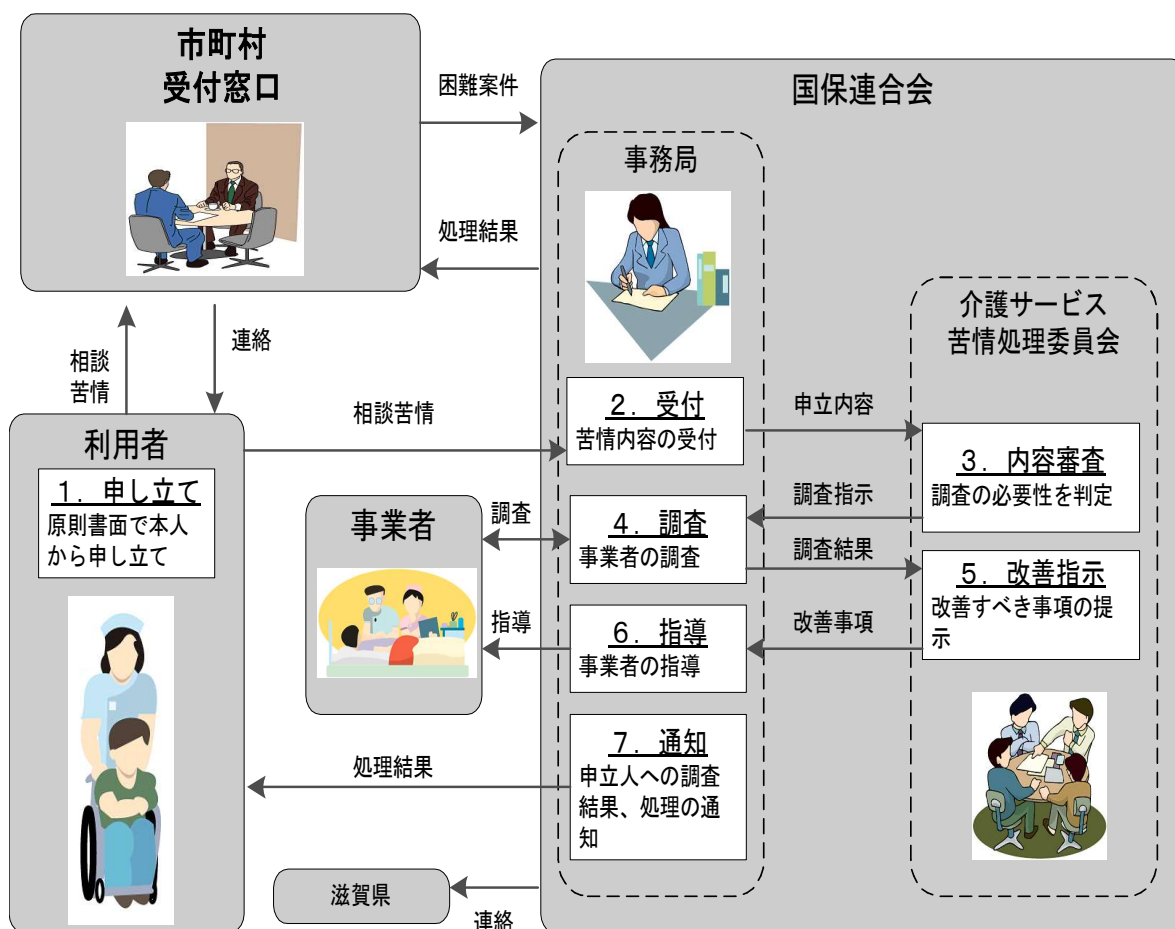 市町村
受付窓口
困難案件
処理結果
相談
苦情
連絡
国保連合会
事務局
介護サービス
苦情処理委員会
利用者
1．申し立て
原則書面で本人
から申し立て
相談苦情
2．受付
苦情内容の受付
申立内容
3．内容審査
調査の必要性を判定
調査指示
事業者
調査
4．調査
事業者の調査
調査結果
5．改善指示
改善すべき事項の提
示
改善事項
指導
6．指導
事業者の指導
7．通知
申立人への調査
結果、処理の通
知
処理結果
滋賀県
連絡